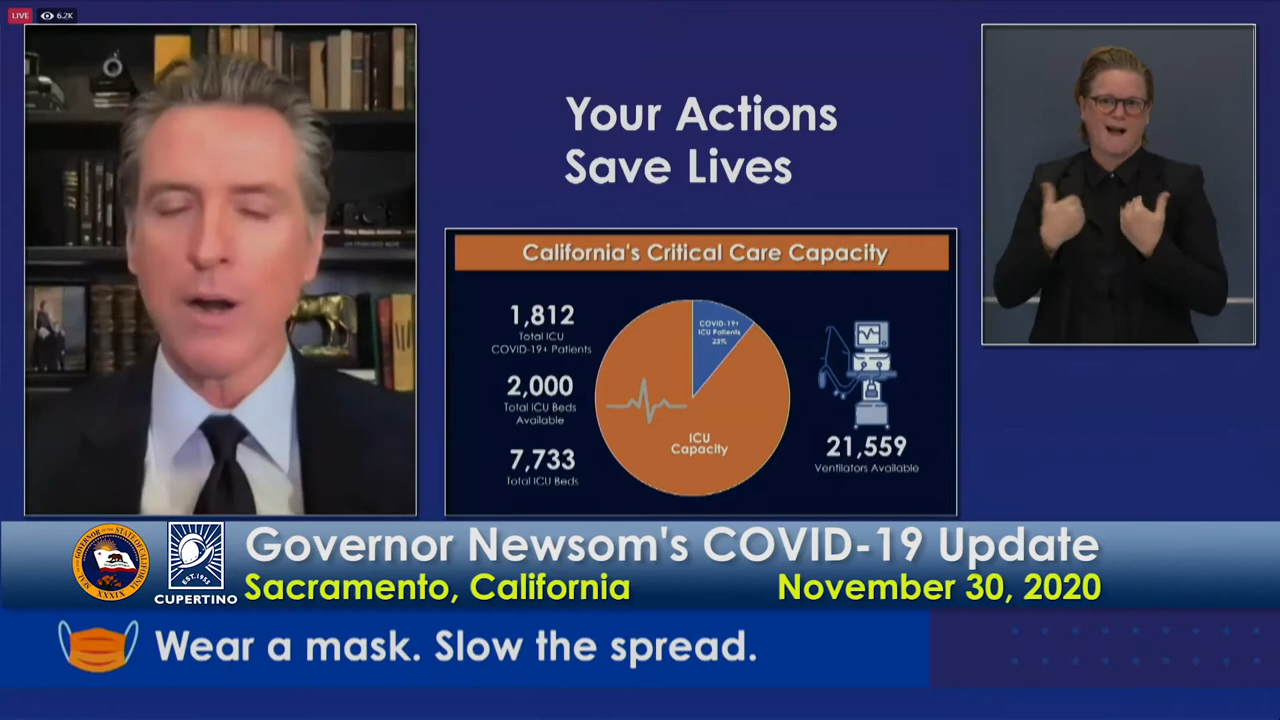 LIVE
6.2K
Your Actions
Save Lives
California's Critical Care Capacity
1,812
Total ICU
COVID-19+ Patients
2,000
Total ICU Beds
Available
7,733
Total ICU Beds
COVID-19+
ICU Patients
23%
ICU
Capacity
21,559
Ventilators Available
Governor Newsom's COVID-19 Update
Sacramento, California
November 30, 2020
EST. 1955
CUPERTINO
XXXIX
Wear a mask. Slow the spread.